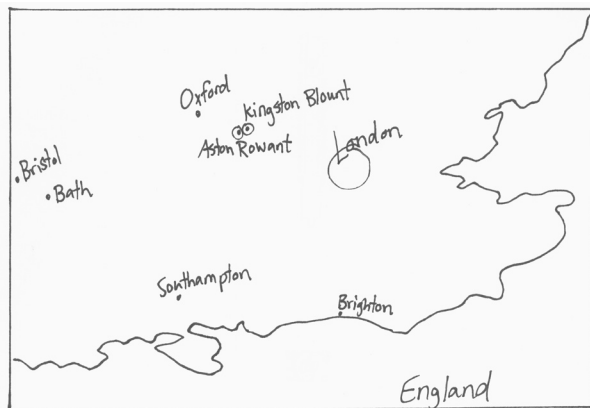 Oxford
Kingston Blount
Aston Rowant
London
Bristol
Bath
Southampton
Brighton
England